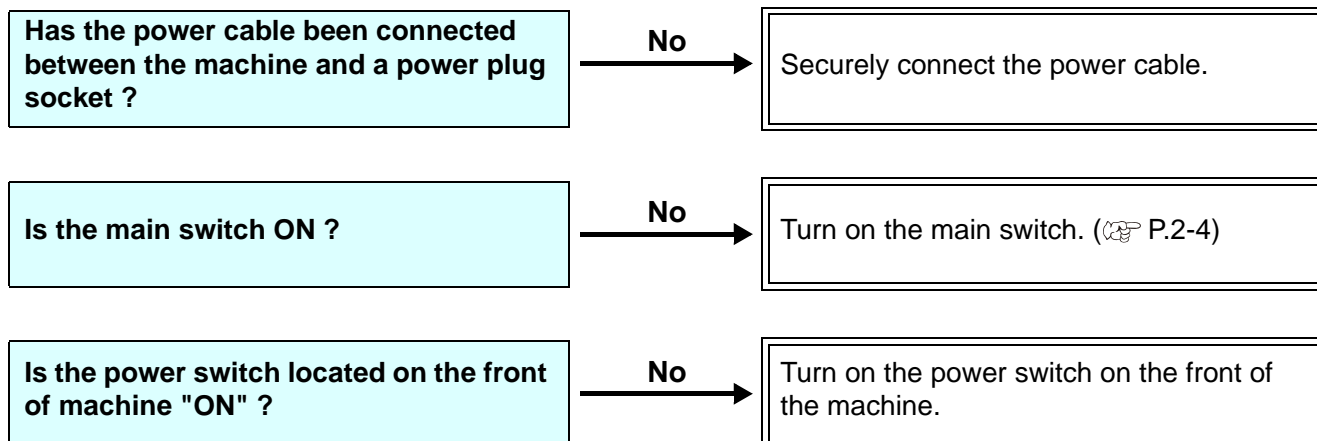 Has the power cable been connected
between the machine and a power plug
socket ?
No
Securely connect the power cable.
Is the main switch ON ?
No
Turn on the main switch. (☞ P.2-4)
Is the power switch located on the front
of machine "ON" ?
No
Turn on the power switch on the front of
the machine.